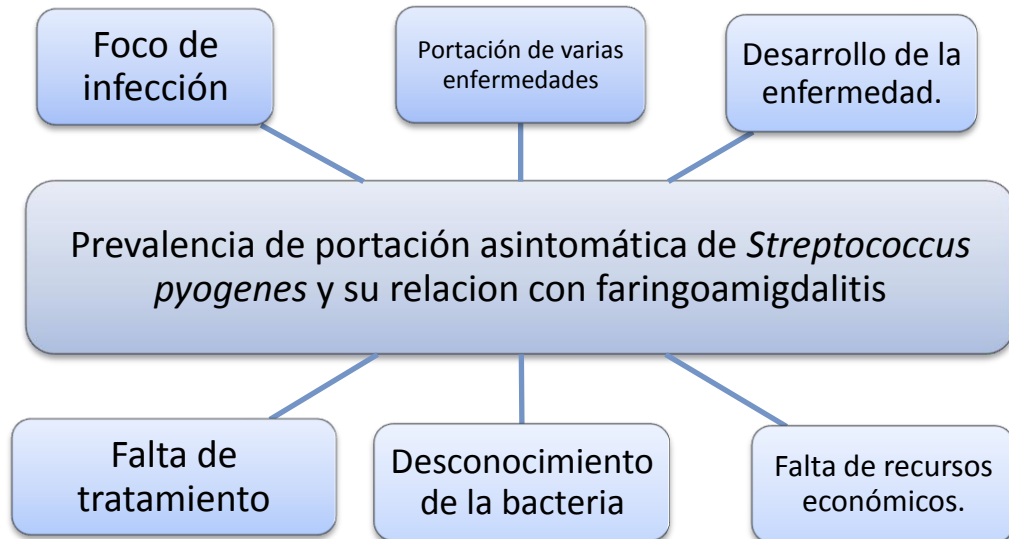 Foco de
infección
Portación de varias
enfermedades
Desarrollo de la
enfermedad.
Prevalencia de portación asintomática de Streptococcus
pyogenes y su relacion con faringoamigdalitis
Falta de
tratamiento
Desconocimiento
de la bacteria
Falta de recursos
económicos.